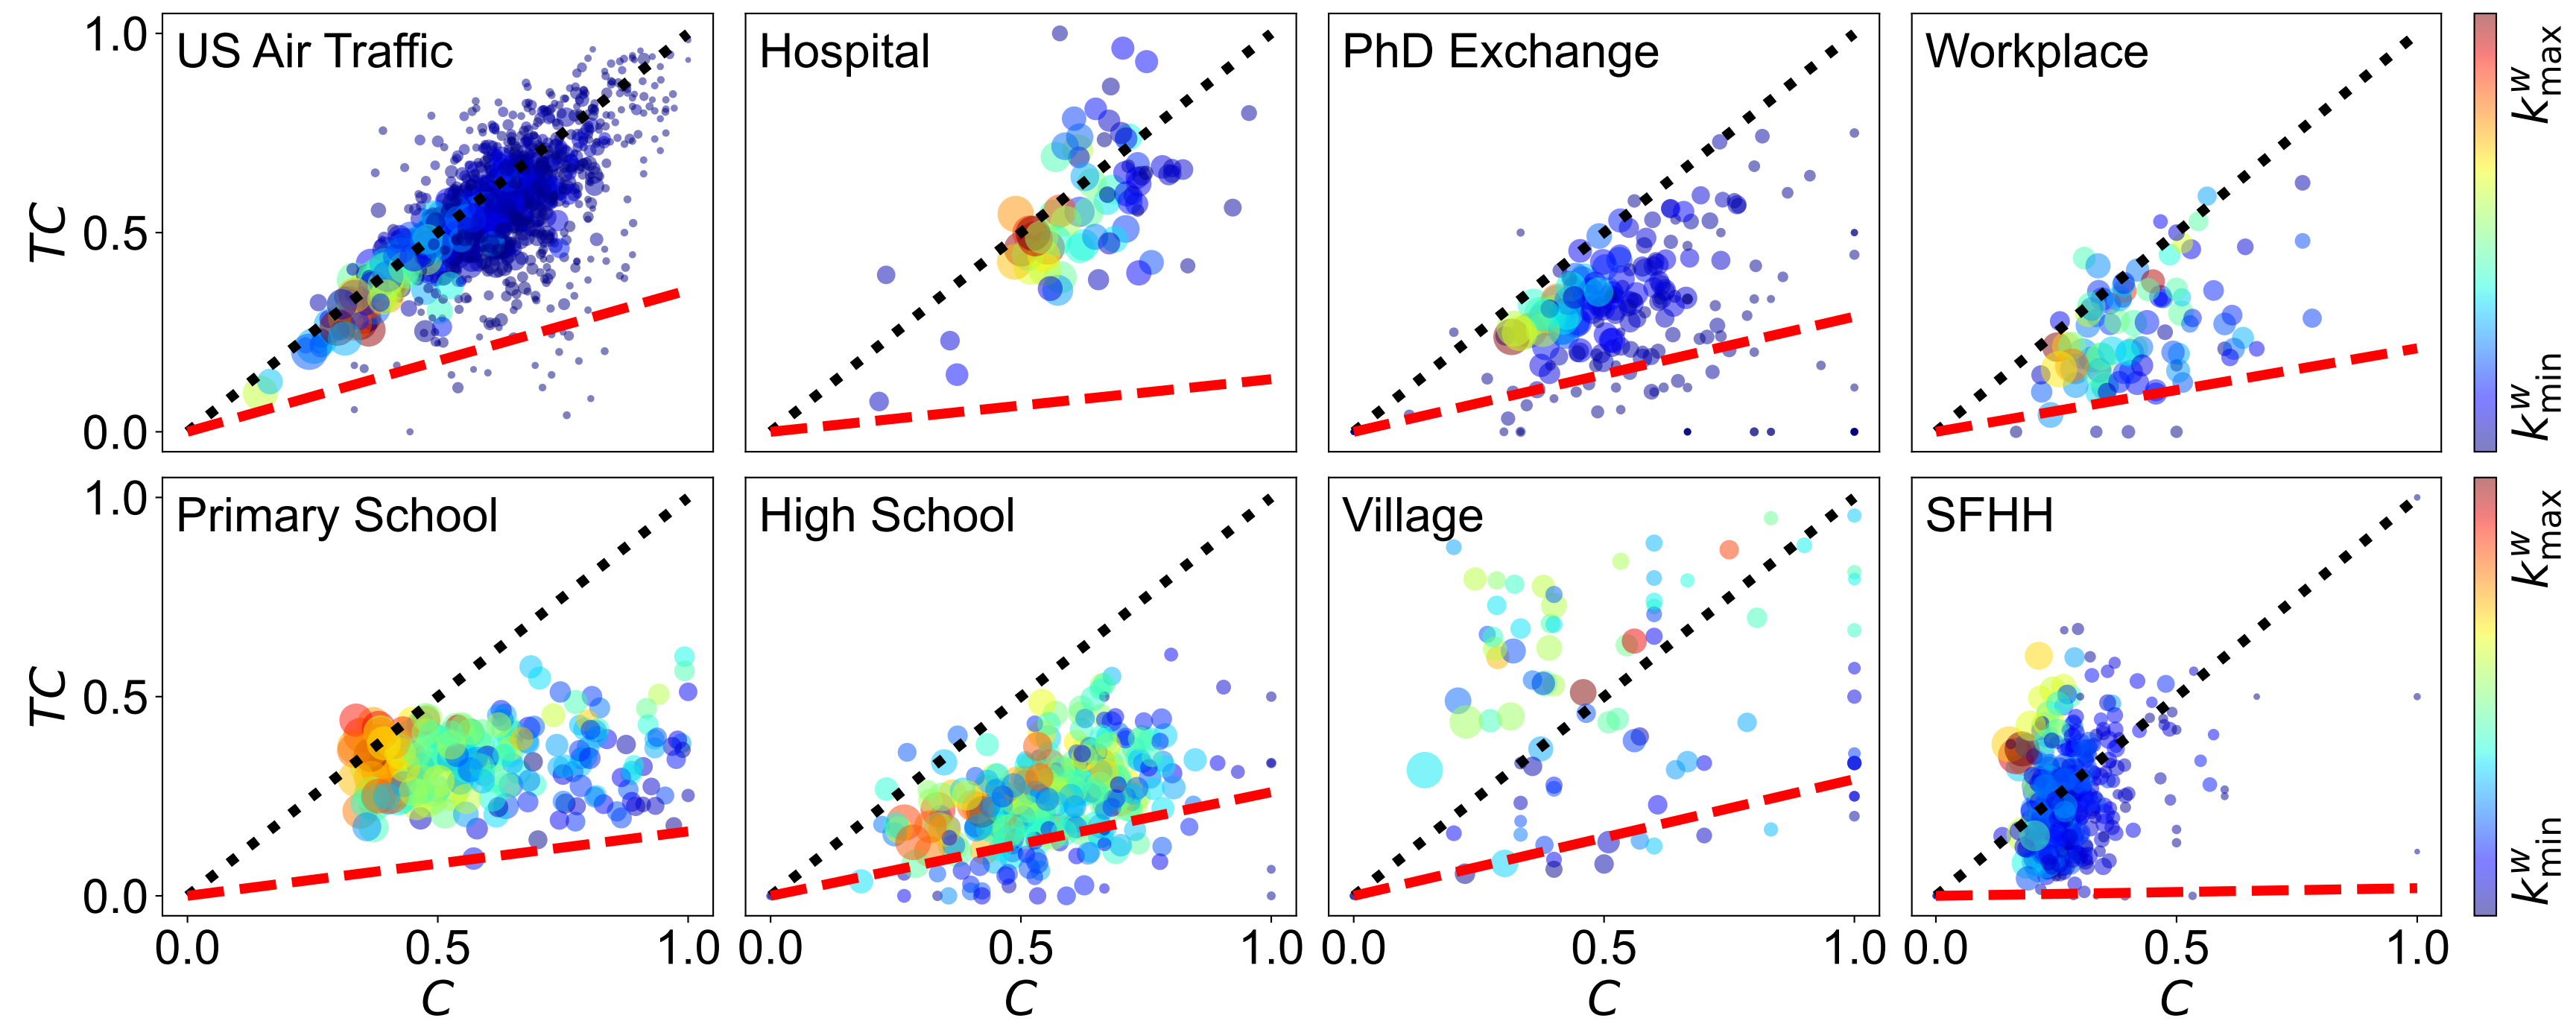 US Air Traffic
Hospital
PhD Exchange
Workplace
TC
1.0
0.5
0.0
k^w_max
k^w_min
Primary School
High School
Village
SFHH
TC
1.0
0.5
0.0
k^w_max
k^w_min
0.0 0.5 1.0
0.0 0.5 1.0
0.0 0.5 1.0
0.0 0.5 1.0
C
C
C
C